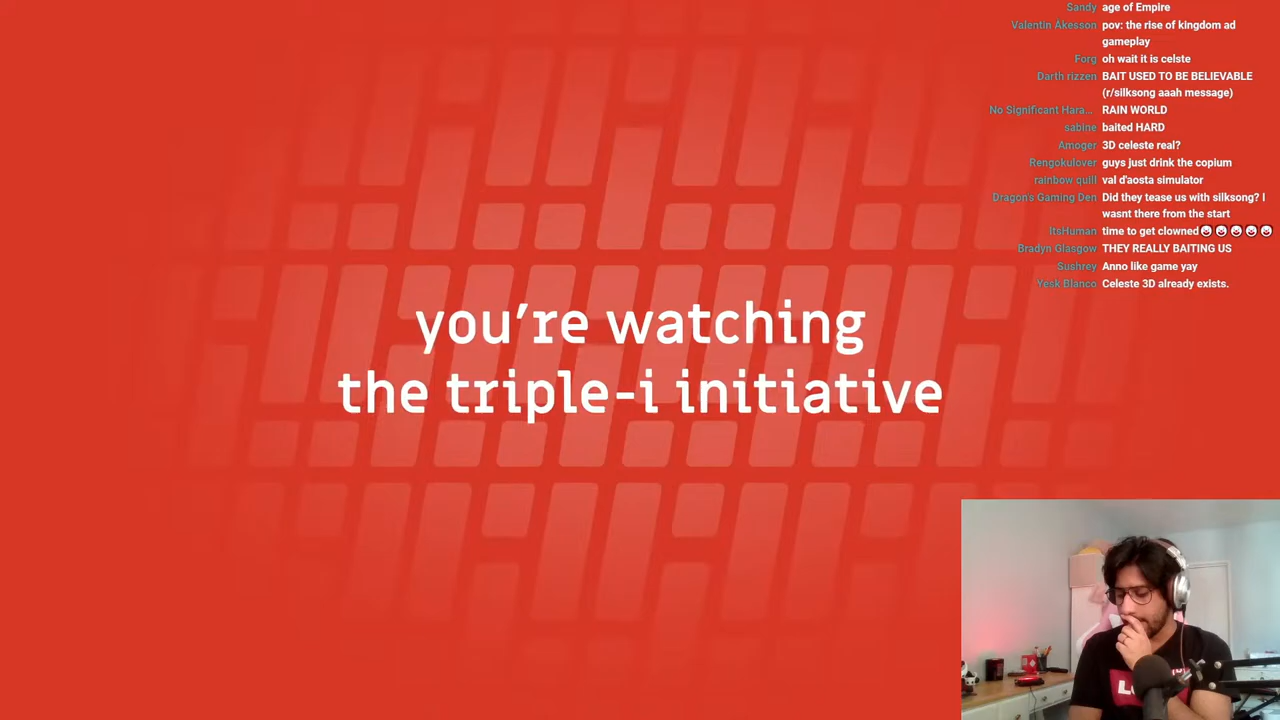 Sandy age of Empire
Valentin Åkesson pov: the rise of kingdom ad
gameplay
Forg oh wait it is celste
Darth rizzen BAIT USED TO BE BELIEVABLE
(r/silksong aaah message)
No Significant Hara... RAIN WORLD
sabine baited HARD
Amoger 3D celeste real?
Rengokulover guys just drink the copium
rainbow quill val d'aosta simulator
Dragon's Gaming Den Did they tease us with silksong? I
wasnt there from the start
ItsHuman time to get clowned
Bradyn Glasgow THEY REALLY BAITING US
Sushrey Anno like game yay
Yesk Blanco Celeste 3D already exists.
you're watching
the triple-i initiative